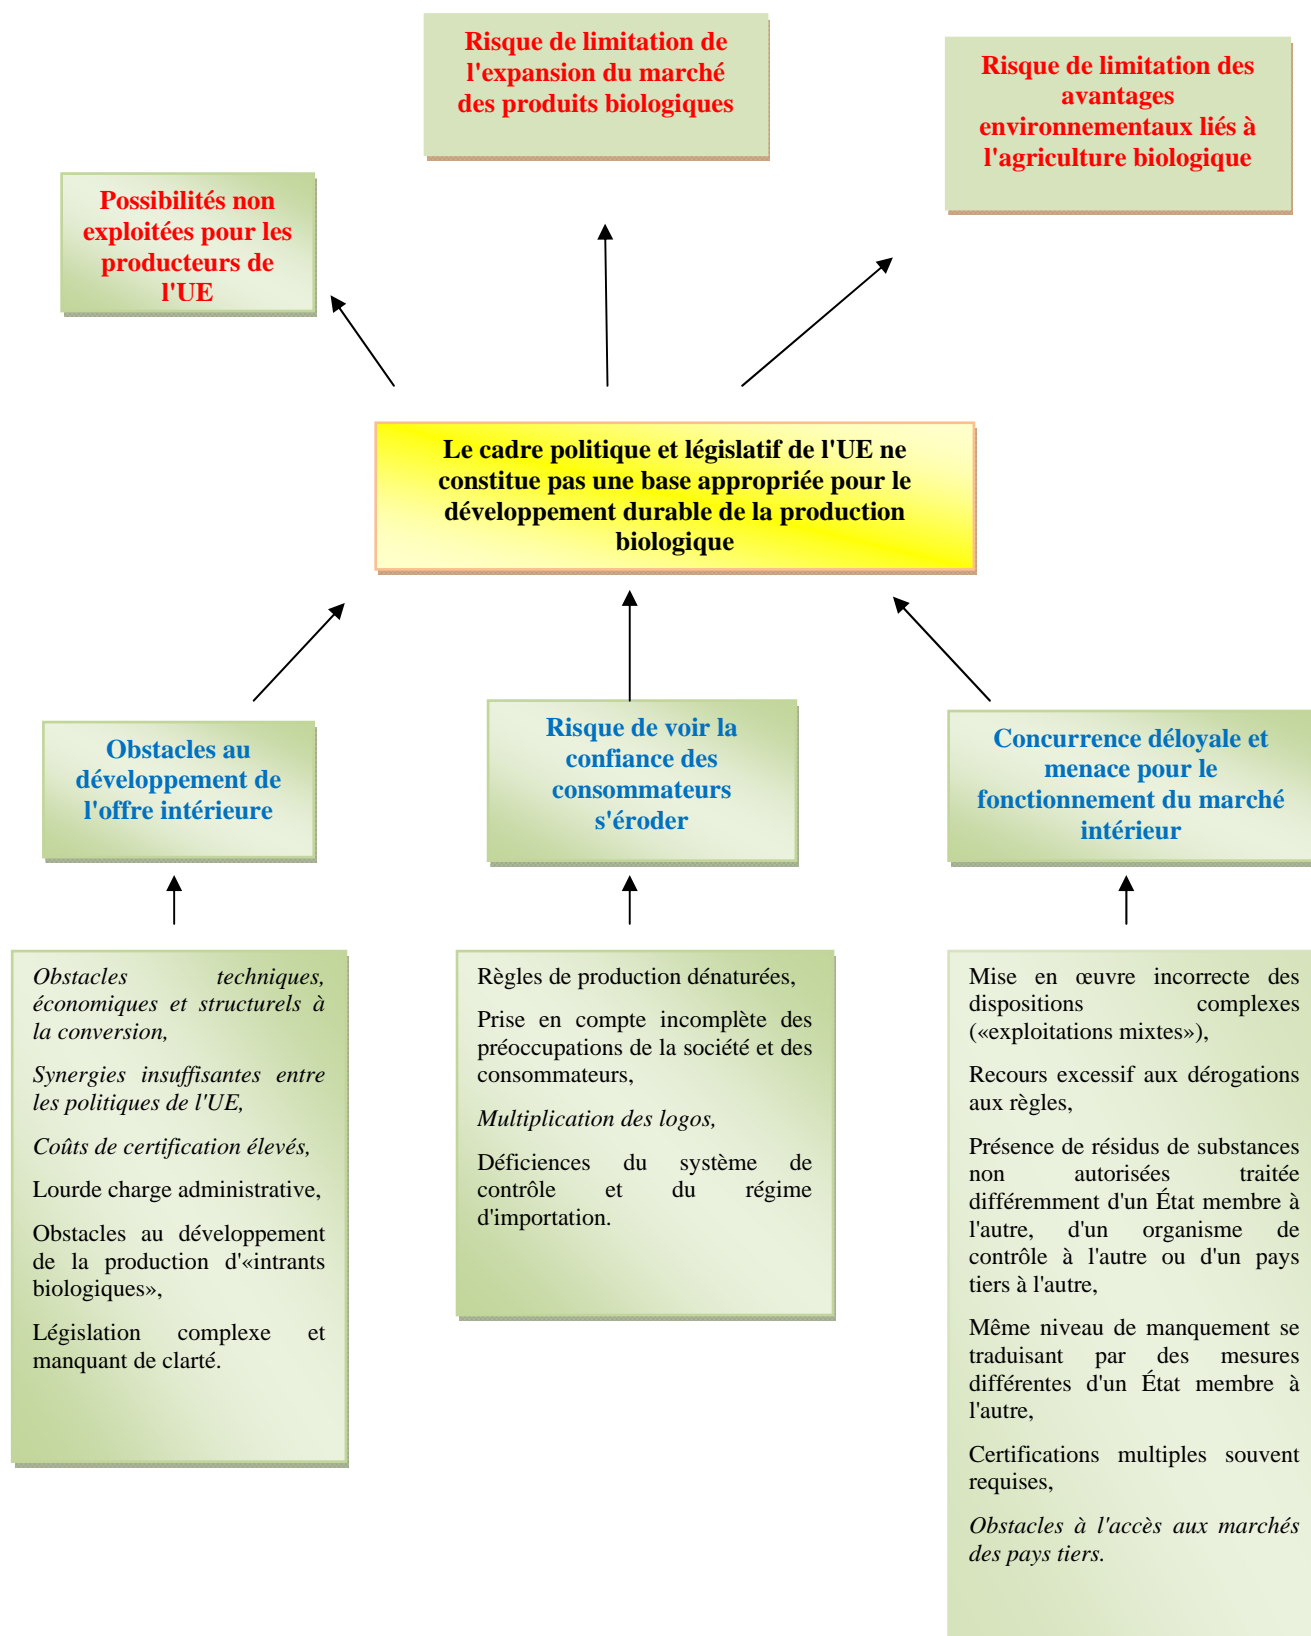 Risque de limitation de
l'expansion du marché
des produits biologiques
Risque de limitation des
avantages
environnementaux liés à
l'agriculture biologique
Possibilités non
exploitées pour les
producteurs de
l'UE
Le cadre politique et législatif de l'UE ne
constitue pas une base appropriée pour le
développement durable de la production
biologique
Obstacles au
développement de
l'offre intérieure
Risque de voir la
confiance des
consommateurs
s'éroder
Concurrence déloyale et
menace pour le
fonctionnement du marché
intérieur
Obstacles techniques,
économiques et structurels à
la conversion,
Synergies insuffisantes entre
les politiques de l'UE,
Coûts de certification élevés,
Lourde charge administrative,
Obstacles au développement
de la production d'«intrants
biologiques»,
Législation complexe et
manquant de clarté.
Règles de production dénaturées,
Prise en compte incomplète des
préoccupations de la société et des
consommateurs,
Multiplication des logos,
Déficiences du système de
contrôle et du régime
d'importation.
Mise en œuvre incorrecte des
dispositions complexes
(«exploitations mixtes»),
Recours excessif aux dérogations
aux règles,
Présence de résidus de substances
non autorisées traitée
différemment d'un État membre à
l'autre, d'un organisme de
contrôle à l'autre ou d'un pays
tiers à l'autre,
Même niveau de manquement se
traduisant par des mesures
différentes d'un État membre à
l'autre,
Certifications multiples souvent
requises,
Obstacles à l'accès aux marchés
des pays tiers.